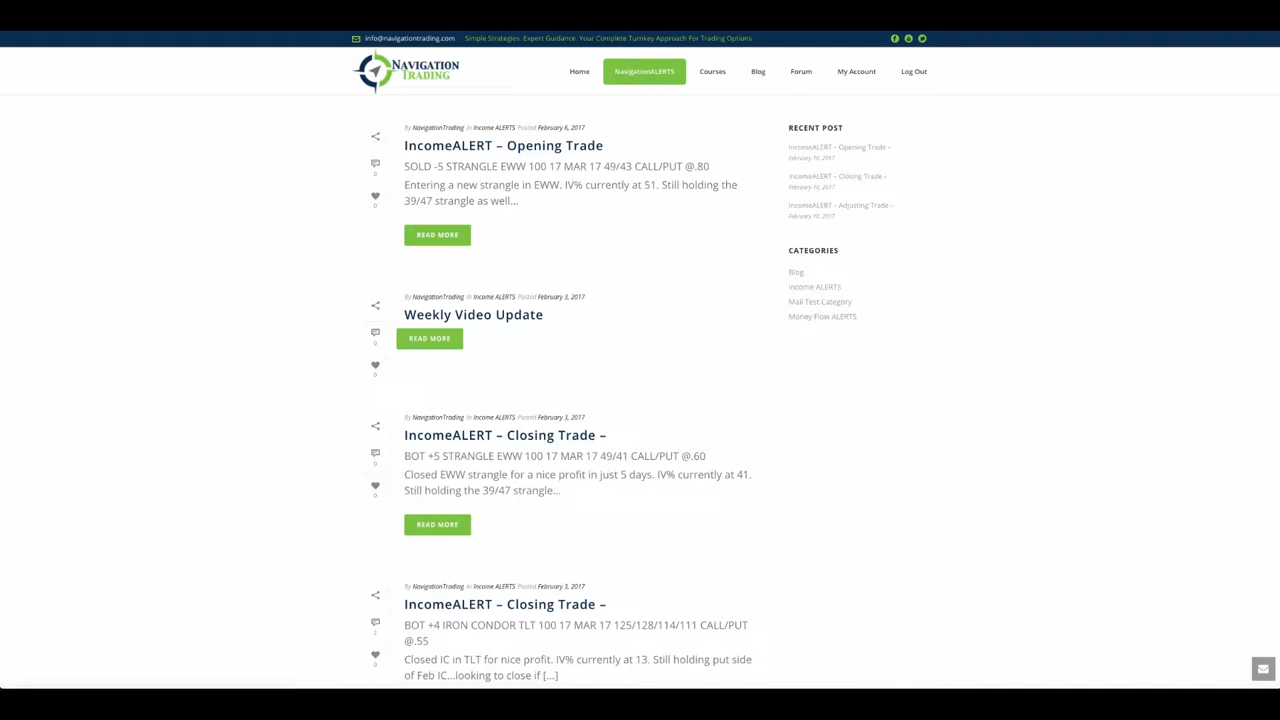 info@navigationtrading.com Simple Strategies. Expert Guidance. Your Complete Turnkey Approach For Trading Options
NAVIGATION
TRADING
Home NavigationALERTS Courses Blog Forum My Account Log Out
By NavigationTrading In Income ALERTS Posted February 6, 2017
IncomeALERT – Opening Trade
SOLD -5 STRANGLE EWW 100 17 MAR 17 49/43 CALL/PUT @.80
Entering a new strangle in EWW. IV% currently at 51. Still holding the
39/47 strangle as well...
0
0
READ MORE
By NavigationTrading In Income ALERTS Posted February 3, 2017
Weekly Video Update
READ MORE
0
0
By NavigationTrading In Income ALERTS Posted February 3, 2017
IncomeALERT – Closing Trade –
BOT +5 STRANGLE EWW 100 17 MAR 17 49/41 CALL/PUT @.60
Closed EWW strangle for a nice profit in just 5 days. IV% currently at 41.
Still holding the 39/47 strangle...
0
0
READ MORE
By NavigationTrading In Income ALERTS Posted February 3, 2017
IncomeALERT – Closing Trade –
BOT +4 IRON CONDOR TLT 100 17 MAR 17 125/128/114/111 CALL/PUT
@.55
Closed IC in TLT for nice profit. IV% currently at 13. Still holding put side
of Feb IC...looking to close if [...]
2
0
RECENT POST
IncomeALERT – Opening Trade –
February 10, 2017
IncomeALERT – Closing Trade –
February 10, 2017
IncomeALERT – Adjusting Trade –
February 10, 2017
CATEGORIES
Blog
Income ALERTS
Mail Test Category
Money Flow ALERTS